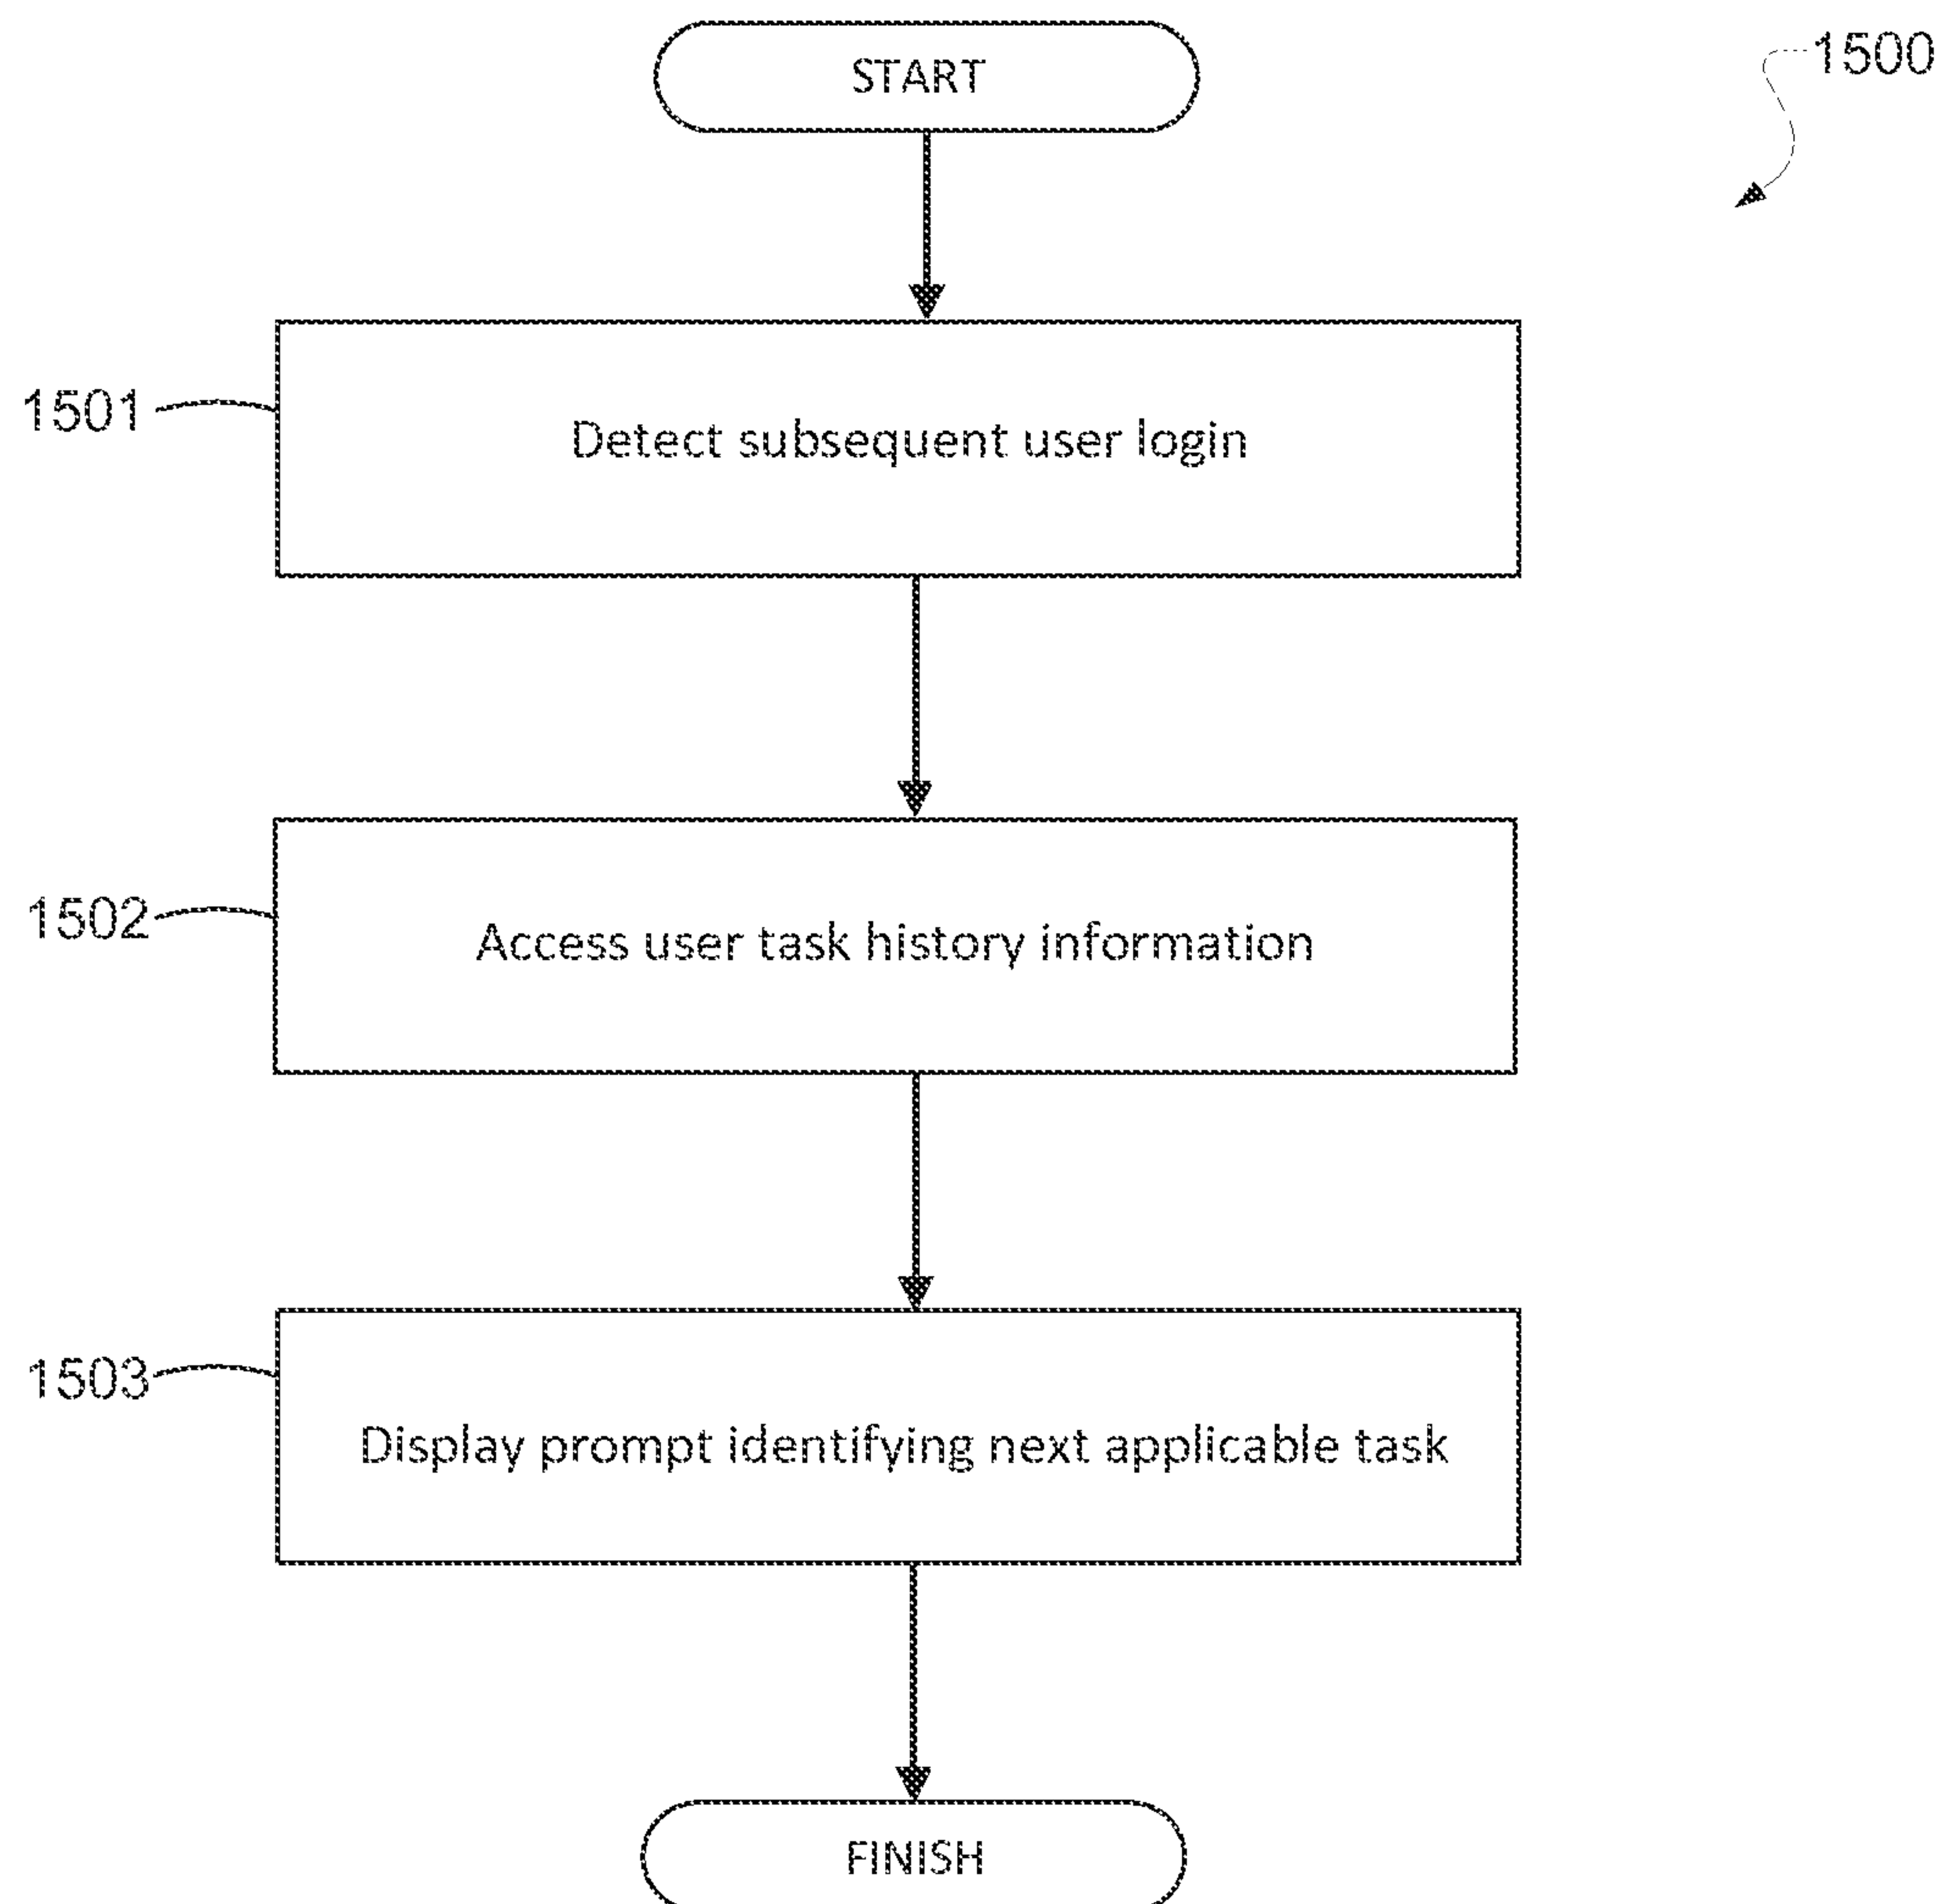 START
1500
1501
Detect subsequent user login
1502
Access user task history information
1503
Display prompt identifying next applicable task
FINISH